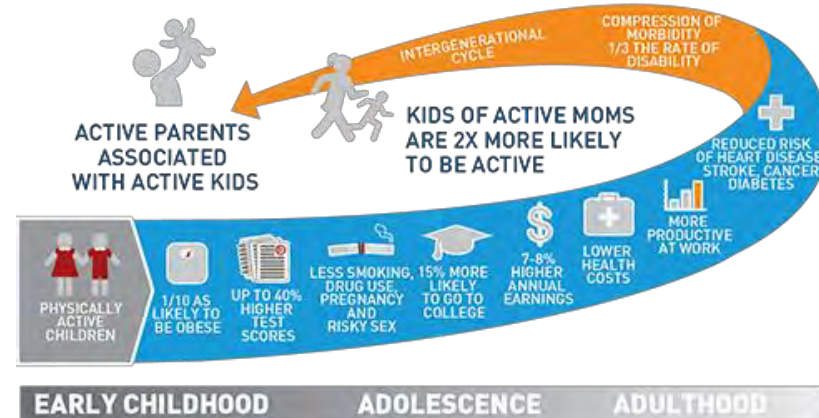 INTERGENERATIONAL
CYCLE
COMPRESSION OF
MORBIDITY
1/3 THE RATE OF
DISABILITY
ACTIVE PARENTS
ASSOCIATED
WITH ACTIVE KIDS
KIDS OF ACTIVE MOMS
ARE 2X MORE LIKELY
TO BE ACTIVE
REDUCED RISK
OF HEART DISEASE
STROKE, CANCER
DIABETES
PHYSICALLY
ACTIVE
CHILDREN
1/10 AS
LIKELY TO
BE OBESE
UP TO 40%
HIGHER
TEST
SCORES
LESS SMOKING,
DRUG USE,
PREGNANCY
AND
RISKY SEX
15% MORE
LIKELY
TO GO TO
COLLEGE
$
7-8%
HIGHER
ANNUAL
EARNINGS
LOWER
HEALTH
COSTS
MORE
PRODUCTIVE
AT WORK
EARLY CHILDHOOD ADOLESCENCE ADULTHOOD